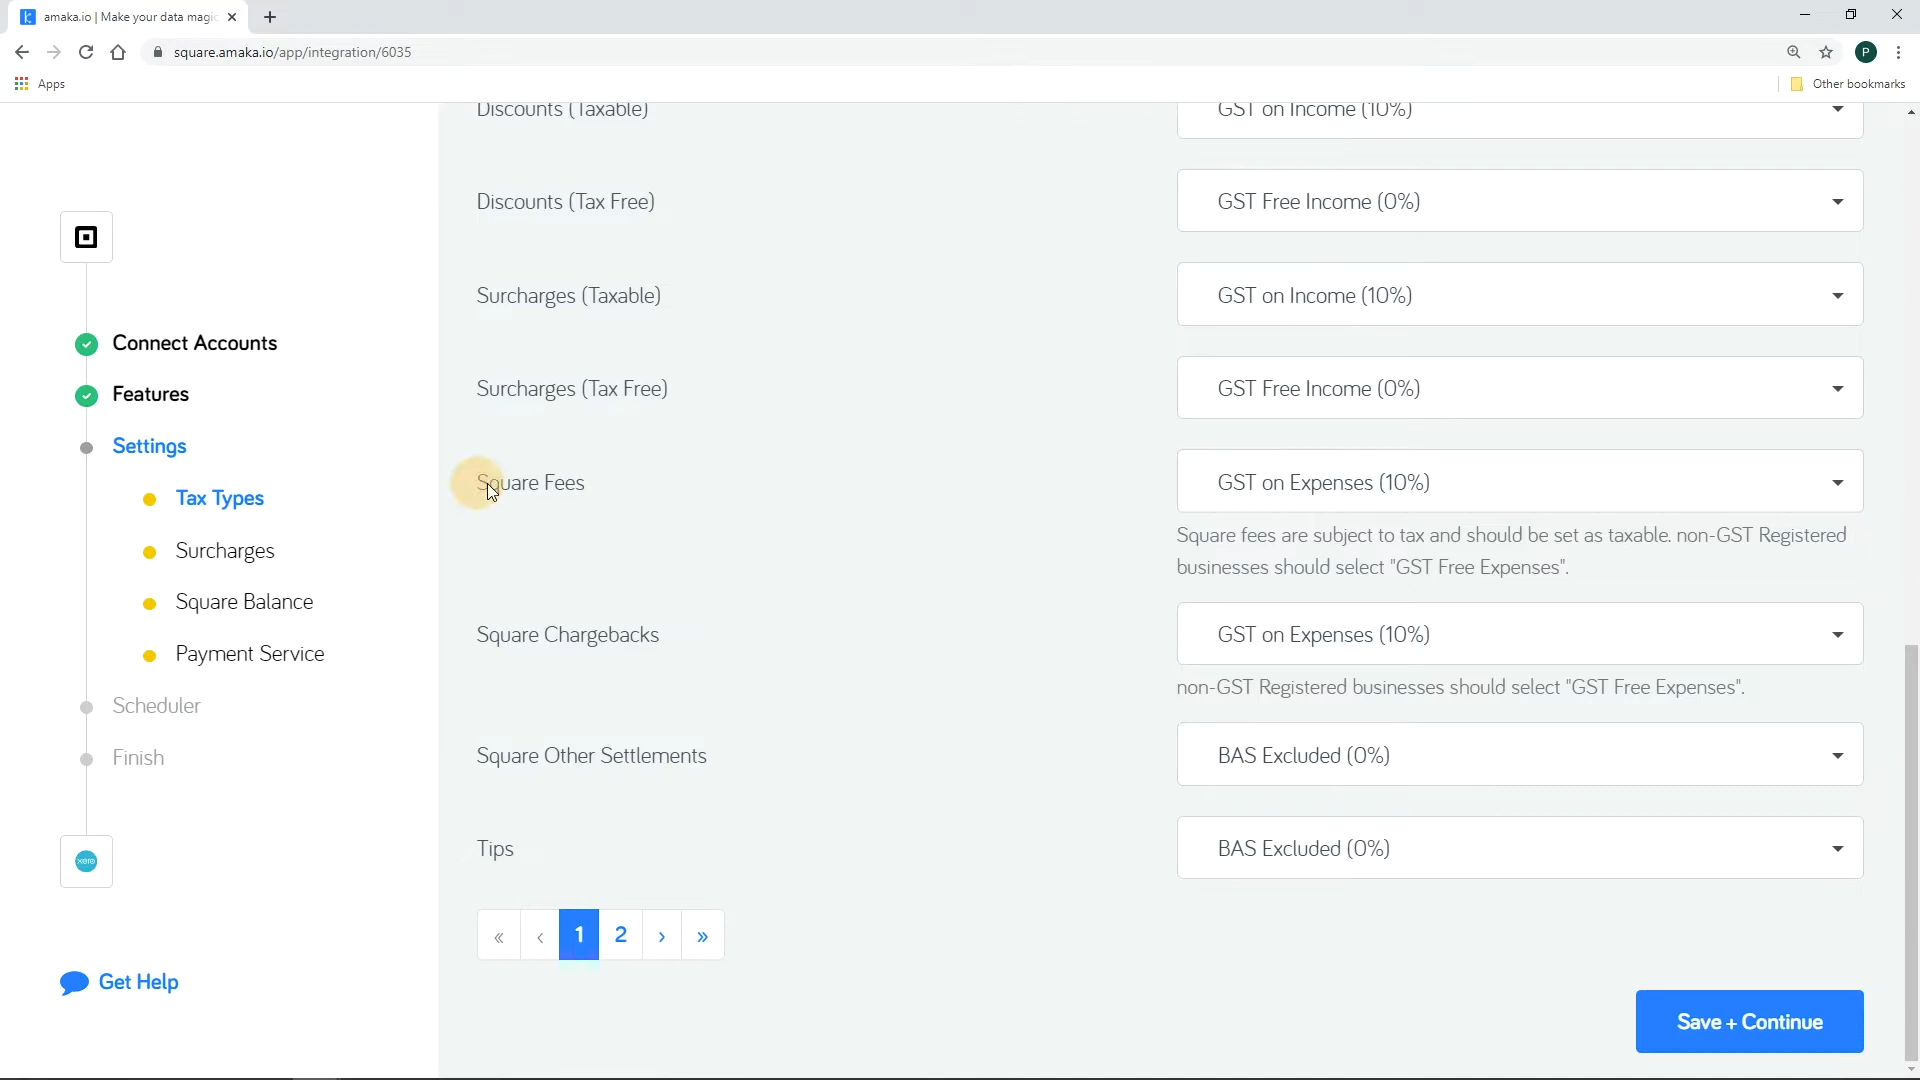 amaka.io | Make your data magic
square.amaka.io/app/integration/6035
P
Apps
Other bookmarks
Discounts (Taxable)
GST on Income (10%)
Discounts (Tax Free)
GST Free Income (0%)
Surcharges (Taxable)
GST on Income (10%)
Connect Accounts
Surcharges (Tax Free)
GST Free Income (0%)
Features
Settings
Square Fees
GST on Expenses (10%)
Tax Types
Square fees are subject to tax and should be set as taxable. non-GST Registered
businesses should select "GST Free Expenses".
Surcharges
Square Balance
Square Chargebacks
GST on Expenses (10%)
Payment Service
non-GST Registered businesses should select "GST Free Expenses".
Scheduler
Square Other Settlements
BAS Excluded (0%)
Finish
Tips
BAS Excluded (0%)
xero
« ‹ 1 2 › »
Get Help
Save + Continue